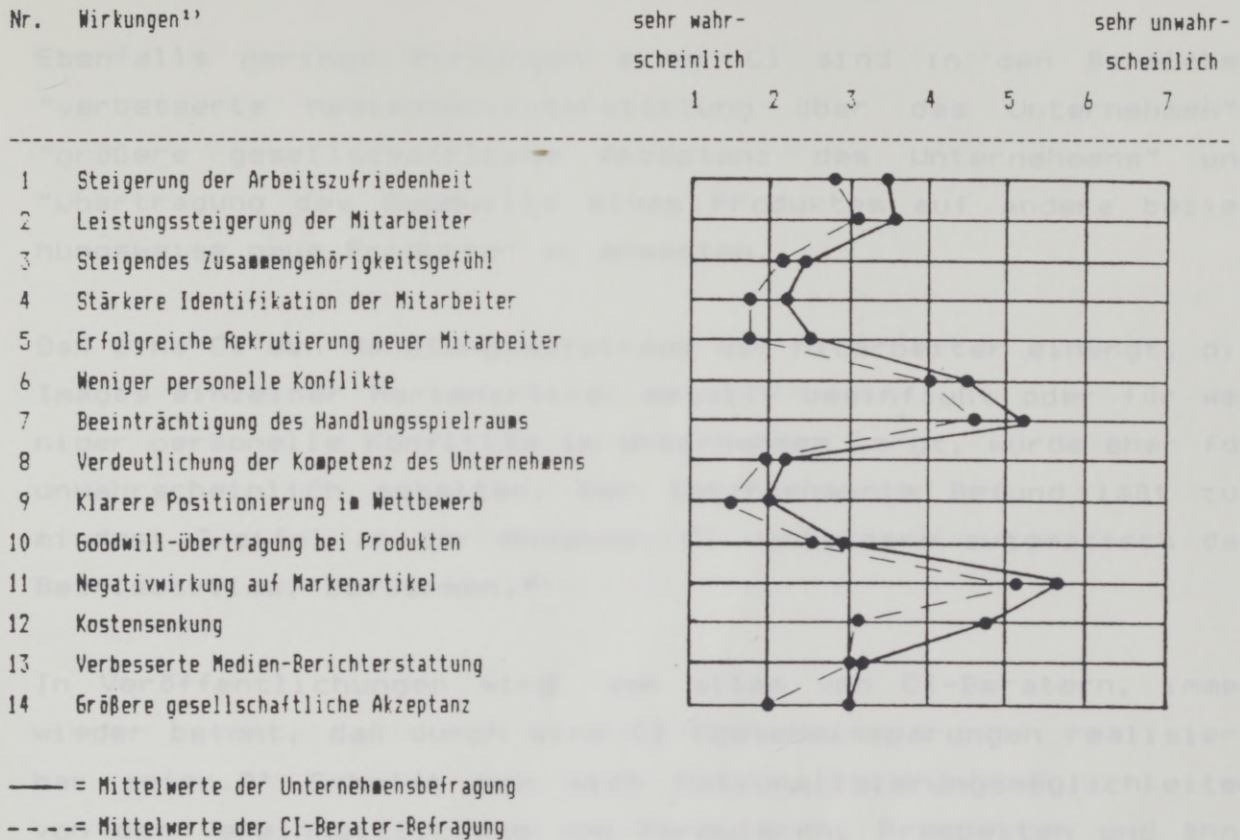 Nr. Wirkungen¹⁾ sehr wahr- sehr unwahr-
scheinlich scheinlich
1 2 3 4 5 6 7
1 Steigerung der Arbeitszufriedenheit
2 Leistungssteigerung der Mitarbeiter
3 Steigendes Zusammengehörigkeitsgefühl
4 Stärkere Identifikation der Mitarbeiter
5 Erfolgreiche Rekrutierung neuer Mitarbeiter
6 Weniger personelle Konflikte
7 Beeinträchtigung des Handlungsspielraums
8 Verdeutlichung der Kompetenz des Unternehmens
9 Klarere Positionierung im Wettbewerb
10 Goodwill-übertragung bei Produkten
11 Negativwirkung auf Markenartikel
12 Kostensenkung
13 Verbesserte Medien-Berichterstattung
14 Größere gesellschaftliche Akzeptanz
——— = Mittelwerte der Unternehmensbefragung
- - - - = Mittelwerte der CI-Berater-Befragung